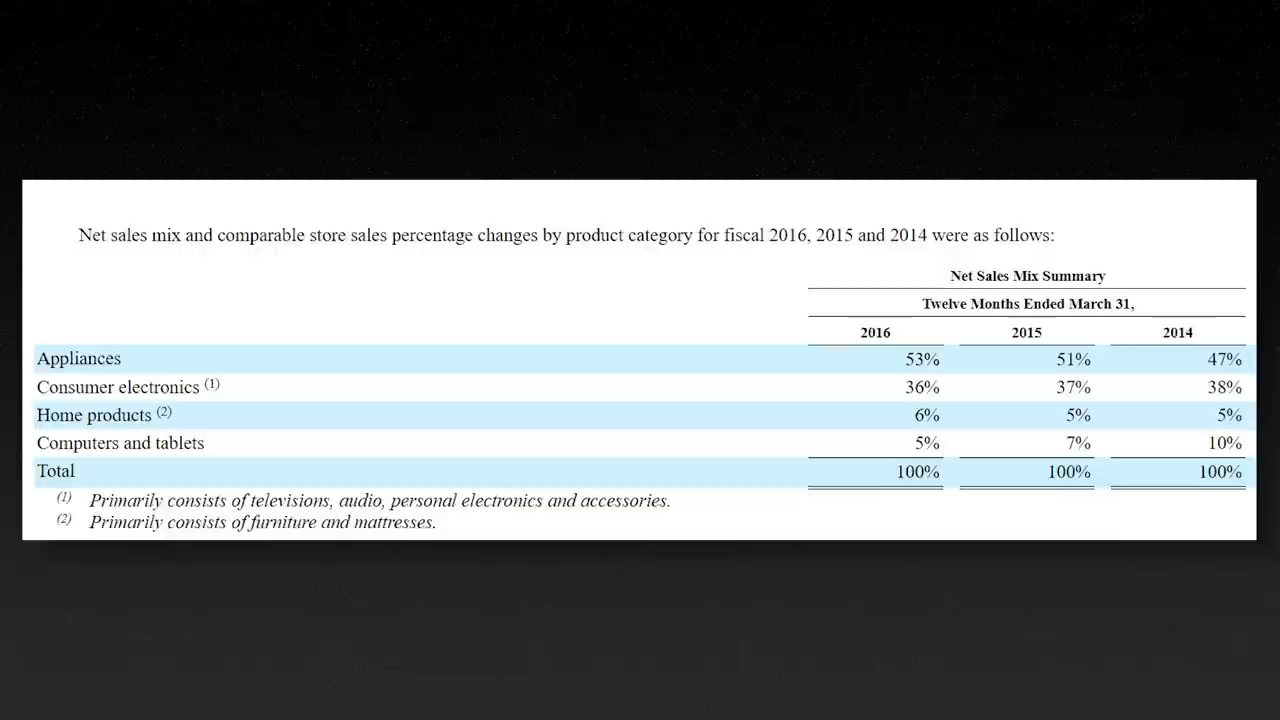 Net sales mix and comparable store sales percentage changes by product category for fiscal 2016, 2015 and 2014 were as follows:
Net Sales Mix Summary
Twelve Months Ended March 31,
2016 2015 2014
Appliances 53% 51% 47%
Consumer electronics (1) 36% 37% 38%
Home products (2) 6% 5% 5%
Computers and tablets 5% 7% 10%
Total 100% 100% 100%
(1) Primarily consists of televisions, audio, personal electronics and accessories.
(2) Primarily consists of furniture and mattresses.